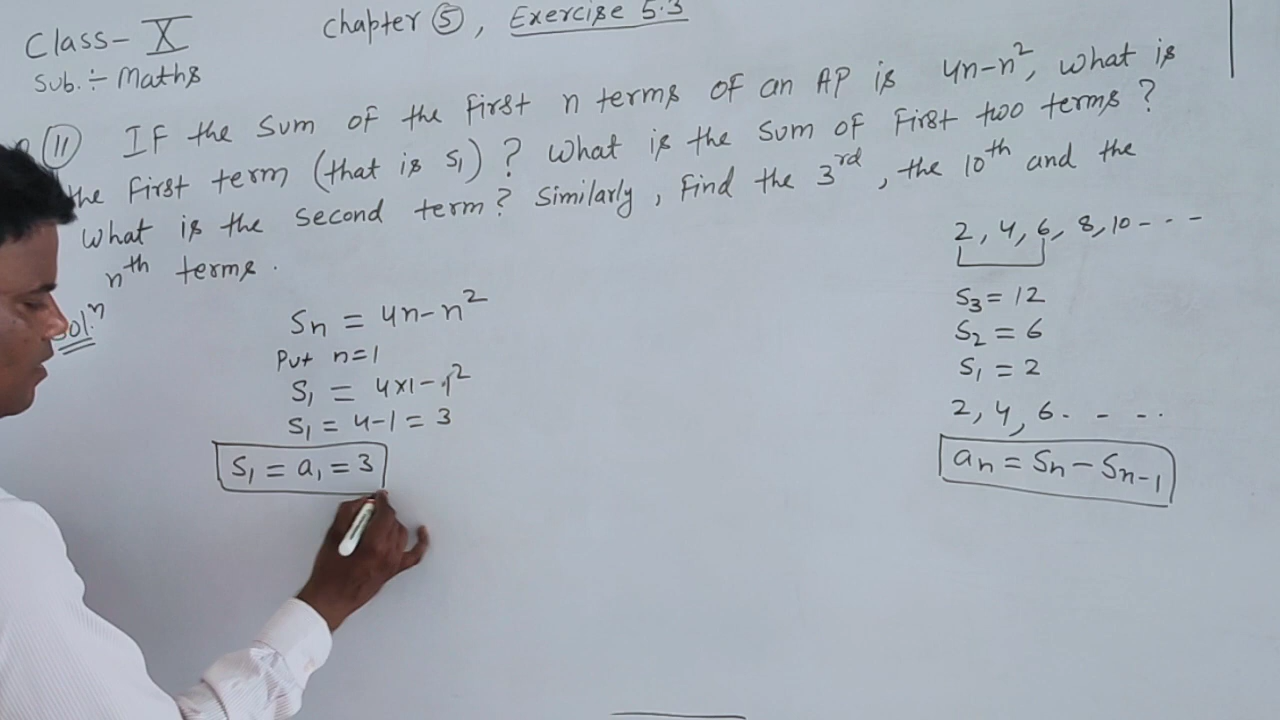 Class- X
Sub. ÷ Maths
Chapter ⑤, Exercise 5.3
⑪ If the sum of the first n terms of an AP is 4n-n², what is
the first term (that is S₁)? What is the sum of first two terms?
What is the second term? Similarly, Find the 3rd, the 10th and the
nth terms.
Solⁿ.
Sn = 4n-n²
Put n=1
S₁ = 4×1-1²
S₁ = 4-1 = 3
S₁ = a₁ = 3
2, 4, 6, 8, 10 - - -
S₃ = 12
S₂ = 6
S₁ = 2
2, 4, 6. - - -.
an = Sn - Sn-1